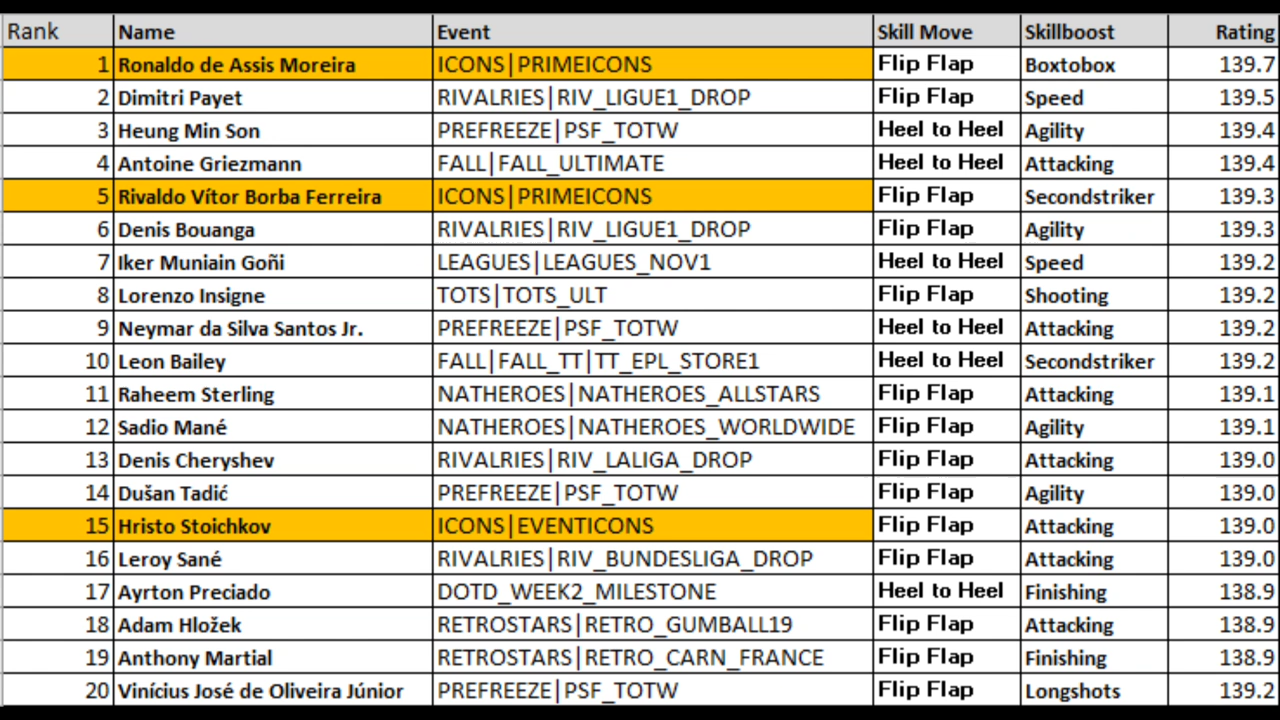 Rank Name Event Skill Move Skillboost Rating
1 Ronaldo de Assis Moreira ICONS|PRIMEICONS Flip Flap Boxtobox 139.7
2 Dimitri Payet RIVALRIES|RIV_LIGUE1_DROP Flip Flap Speed 139.5
3 Heung Min Son PREFREEZE|PSF_TOTW Heel to Heel Agility 139.4
4 Antoine Griezmann FALL|FALL_ULTIMATE Heel to Heel Attacking 139.4
5 Rivaldo Vítor Borba Ferreira ICONS|PRIMEICONS Flip Flap Secondstriker 139.3
6 Denis Bouanga RIVALRIES|RIV_LIGUE1_DROP Flip Flap Agility 139.3
7 Iker Muniain Goñi LEAGUES|LEAGUES_NOV1 Heel to Heel Speed 139.2
8 Lorenzo Insigne TOTS|TOTS_ULT Flip Flap Shooting 139.2
9 Neymar da Silva Santos Jr. PREFREEZE|PSF_TOTW Heel to Heel Attacking 139.2
10 Leon Bailey FALL|FALL_TT|TT_EPL_STORE1 Heel to Heel Secondstriker 139.2
11 Raheem Sterling NATHEROES|NATHEROES_ALLSTARS Flip Flap Attacking 139.1
12 Sadio Mané NATHEROES|NATHEROES_WORLDWIDE Flip Flap Agility 139.1
13 Denis Cheryshev RIVALRIES|RIV_LALIGA_DROP Flip Flap Attacking 139.0
14 Dušan Tadić PREFREEZE|PSF_TOTW Flip Flap Agility 139.0
15 Hristo Stoichkov ICONS|EVENTICONS Flip Flap Attacking 139.0
16 Leroy Sané RIVALRIES|RIV_BUNDESLIGA_DROP Flip Flap Attacking 139.0
17 Ayrton Preciado DOTD_WEEK2_MILESTONE Heel to Heel Finishing 138.9
18 Adam Hložek RETROSTARS|RETRO_GUMBALL19 Flip Flap Attacking 138.9
19 Anthony Martial RETROSTARS|RETRO_CARN_FRANCE Flip Flap Finishing 138.9
20 Vinícius José de Oliveira Júnior PREFREEZE|PSF_TOTW Flip Flap Longshots 139.2